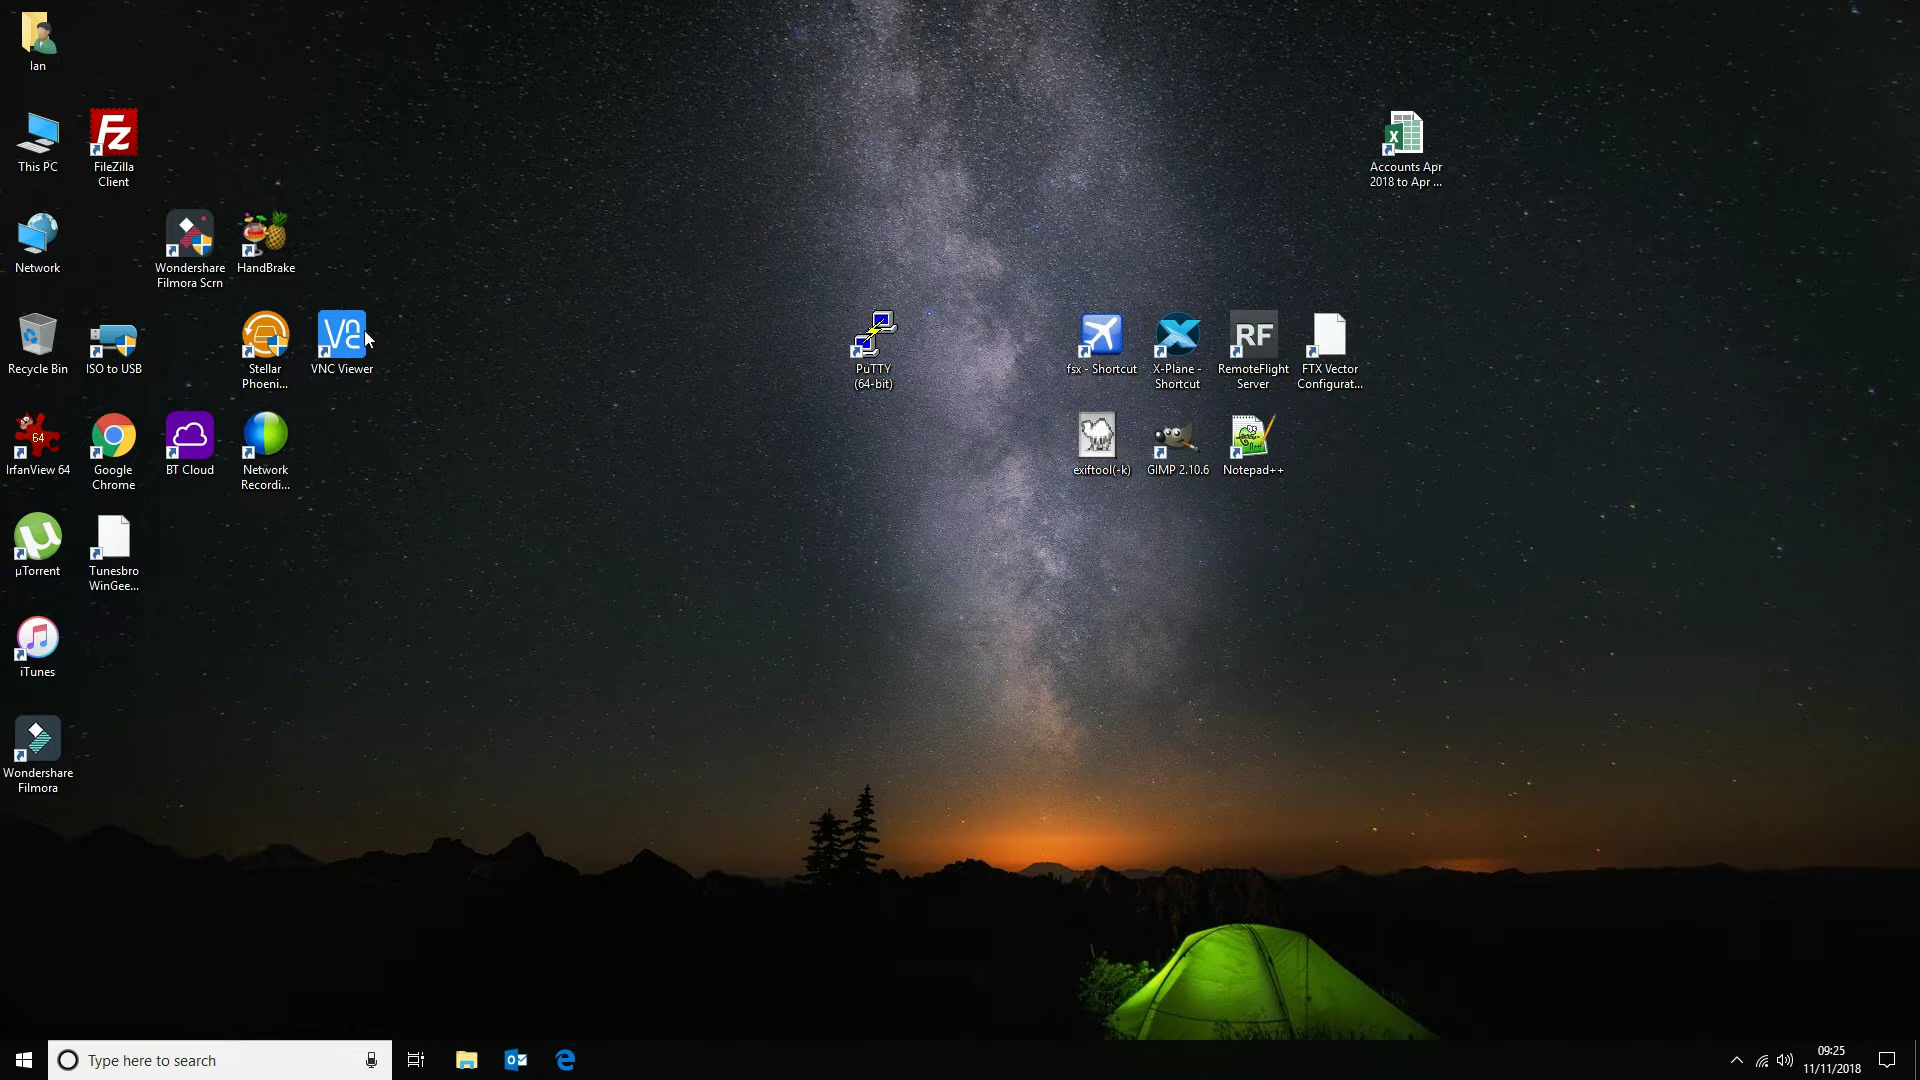 Ian
This PC
FileZilla
Client
Accounts Apr
2018 to Apr ...
Network
Wondershare
Filmora Scrn
HandBrake
Recycle Bin
ISO to USB
Stellar
Phoeni...
VNC Viewer
PuTTY
(64-bit)
fsx - Shortcut
X-Plane -
Shortcut
RF
RemoteFlight
Server
FTX Vector
Configurat...
64
IrfanView 64
Google
Chrome
BT Cloud
Network
Recordi...
exiftool(-k)
GIMP 2.10.6
Notepad++
µTorrent
Tunesbro
WinGee...
iTunes
Wondershare
Filmora
Type here to search
09:25
11/11/2018